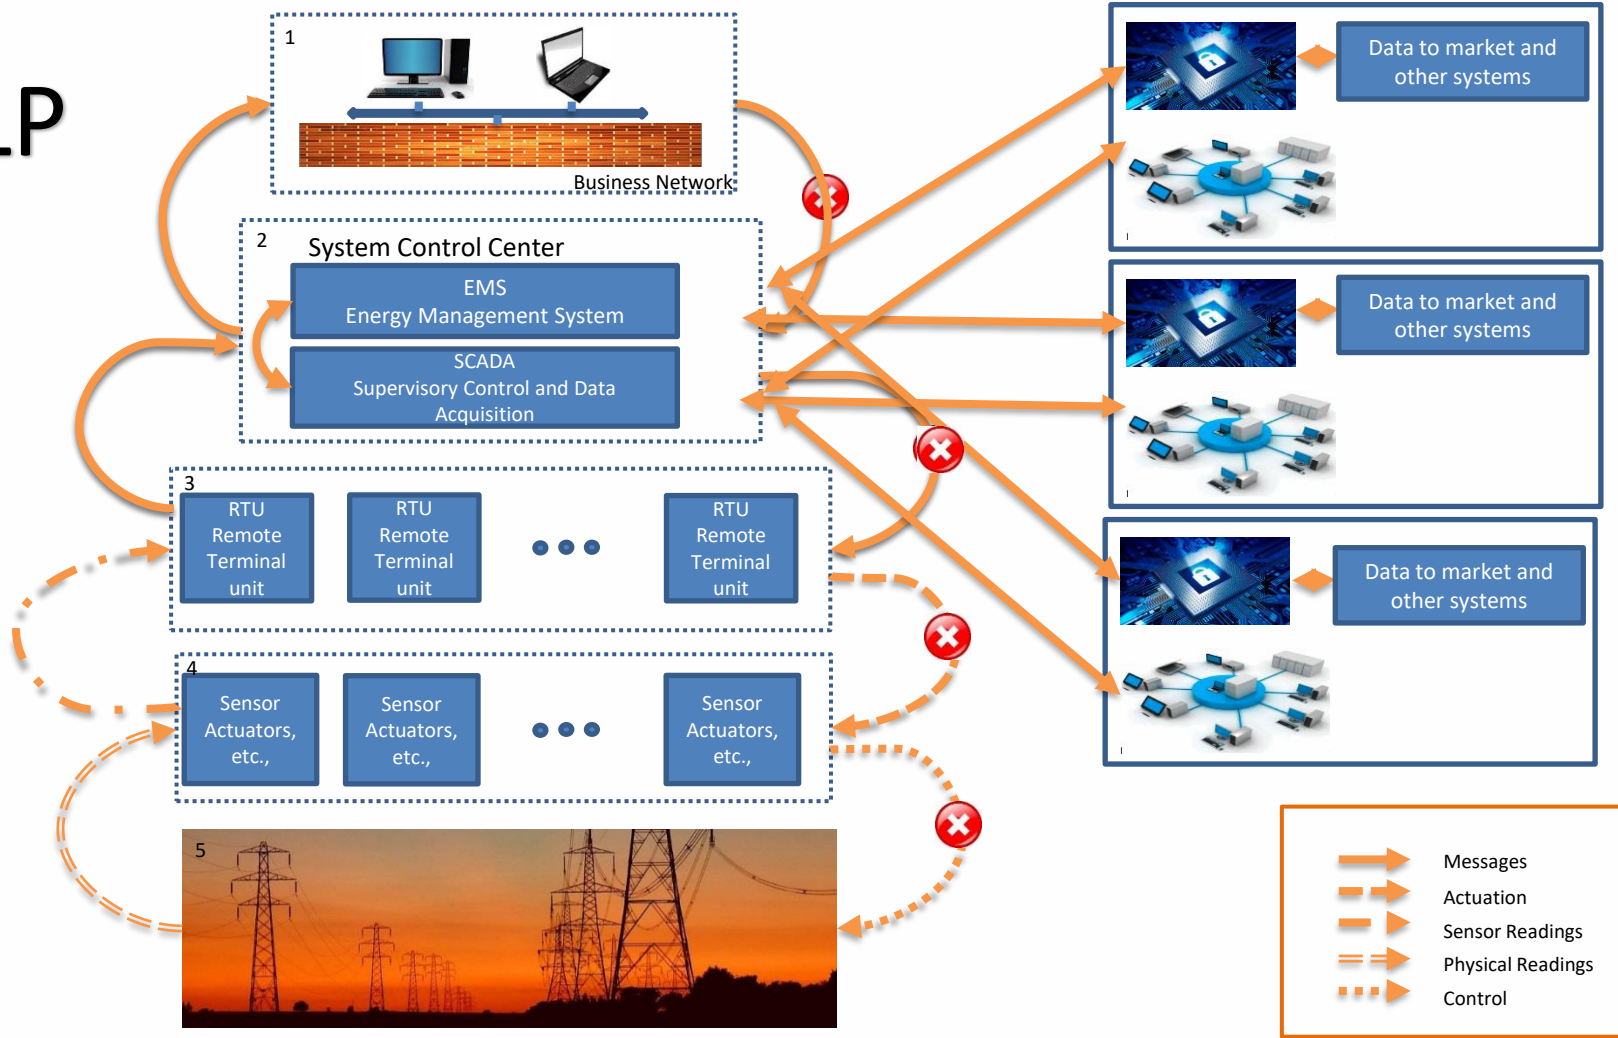 LP
1
Business Network
2
System Control Center
EMS
Energy Management System
SCADA
Supervisory Control and Data
Acquisition
3
RTU
Remote
Terminal
unit
RTU
Remote
Terminal
unit
RTU
Remote
Terminal
unit
4
Sensor
Actuators,
etc.,
Sensor
Actuators,
etc.,
Sensor
Actuators,
etc.,
5
Data to market and
other systems
Data to market and
other systems
Data to market and
other systems
Messages
Actuation
Sensor Readings
Physical Readings
Control